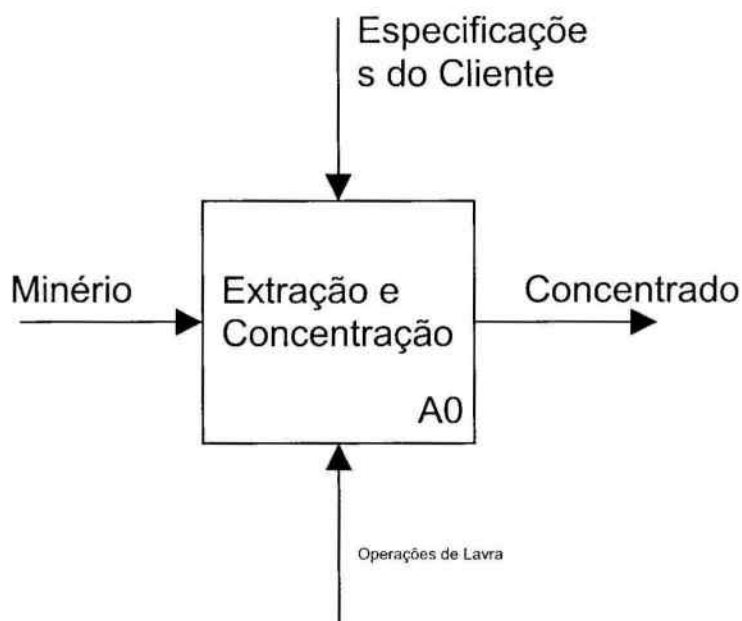 Especificaçõe
s do Cliente
Minério
Extração e
Concentração
Concentrado
A0
Operações de Lavra